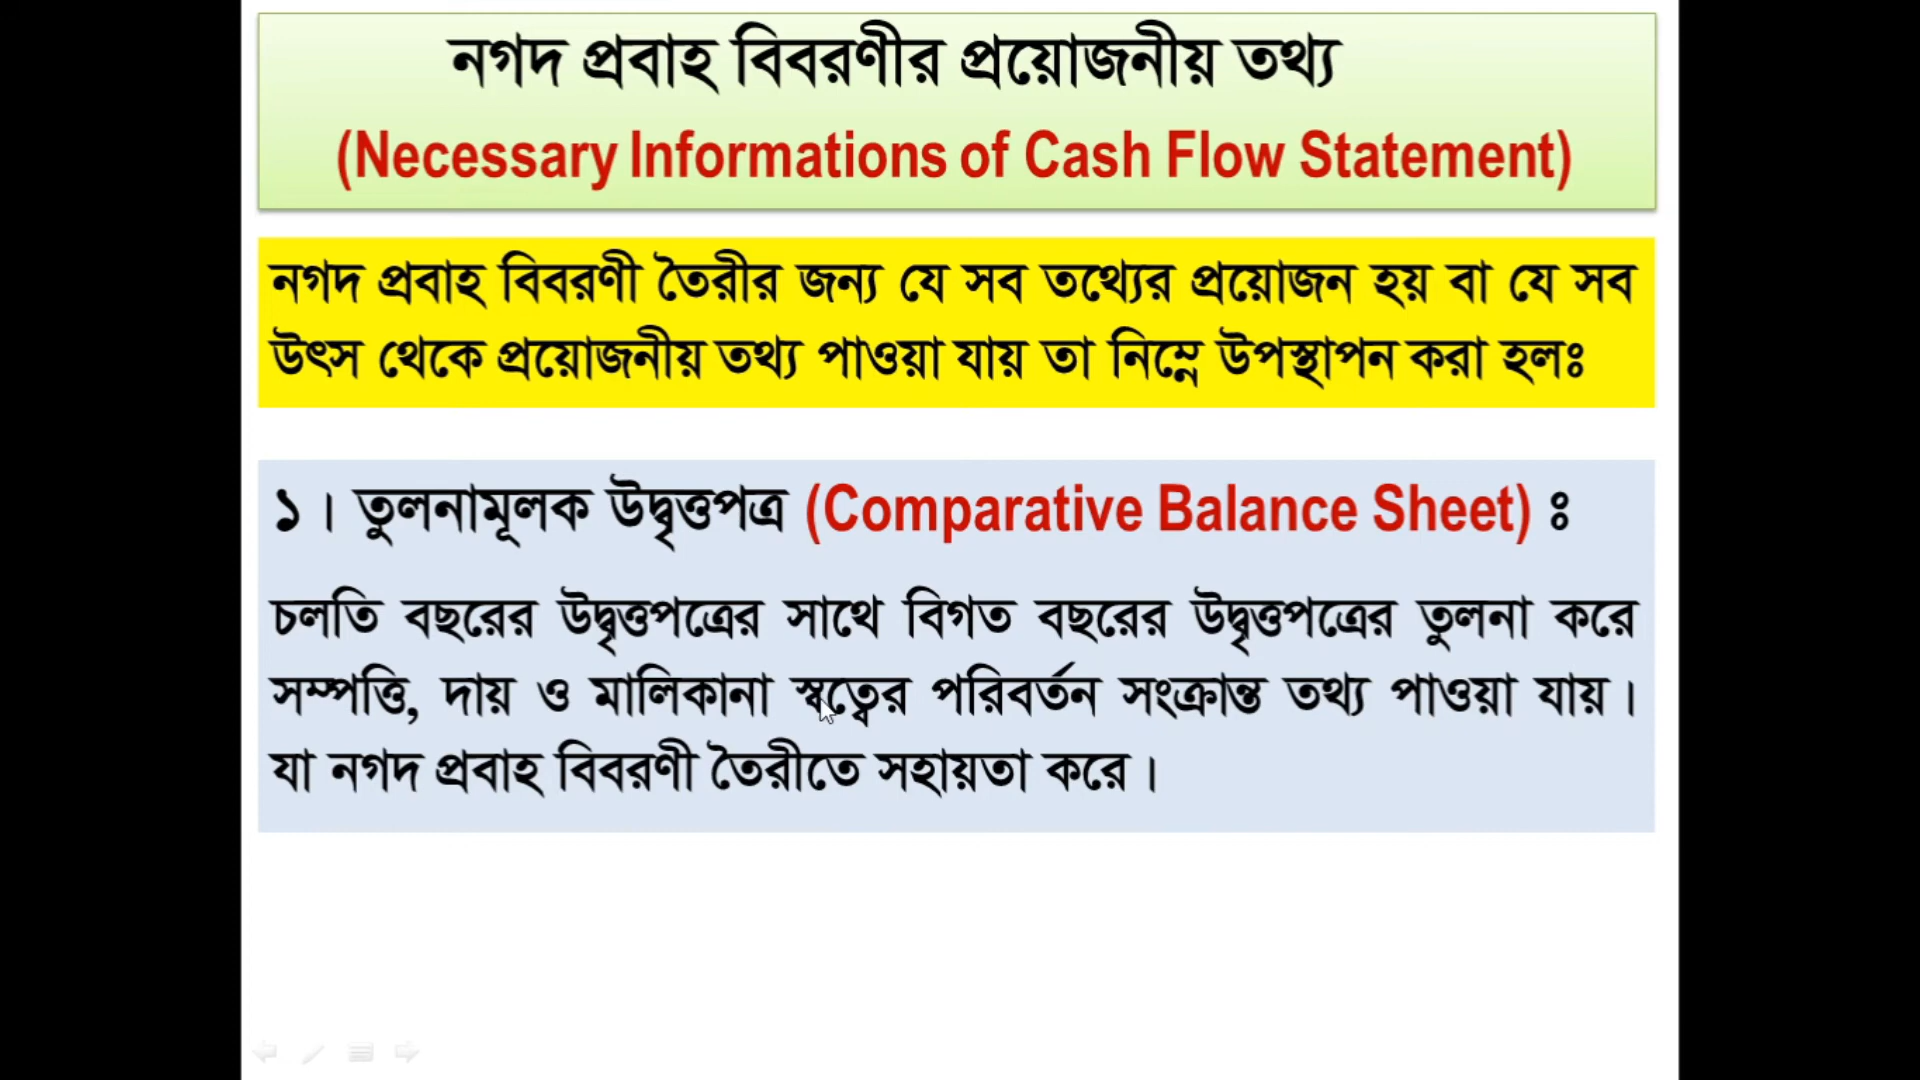 নগদ প্রবাহ বিবরণীর প্রয়োজনীয় তথ্য
(Necessary Informations of Cash Flow Statement)
নগদ প্রবাহ বিবরণী তৈরীর জন্য যে সব তথ্যের প্রয়োজন হয় বা যে সব
উৎস থেকে প্রয়োজনীয় তথ্য পাওয়া যায় তা নিম্নে উপস্থাপন করা হলঃ
১। তুলনামূলক উদ্বৃত্তপত্র (Comparative Balance Sheet) ঃ
চলতি বছরের উদ্বৃত্তপত্রের সাথে বিগত বছরের উদ্বৃত্তপত্রের তুলনা করে
সম্পত্তি, দায় ও মালিকানা স্বত্বের পরিবর্তন সংক্রান্ত তথ্য পাওয়া যায়।
যা নগদ প্রবাহ বিবরণী তৈরীতে সহায়তা করে।